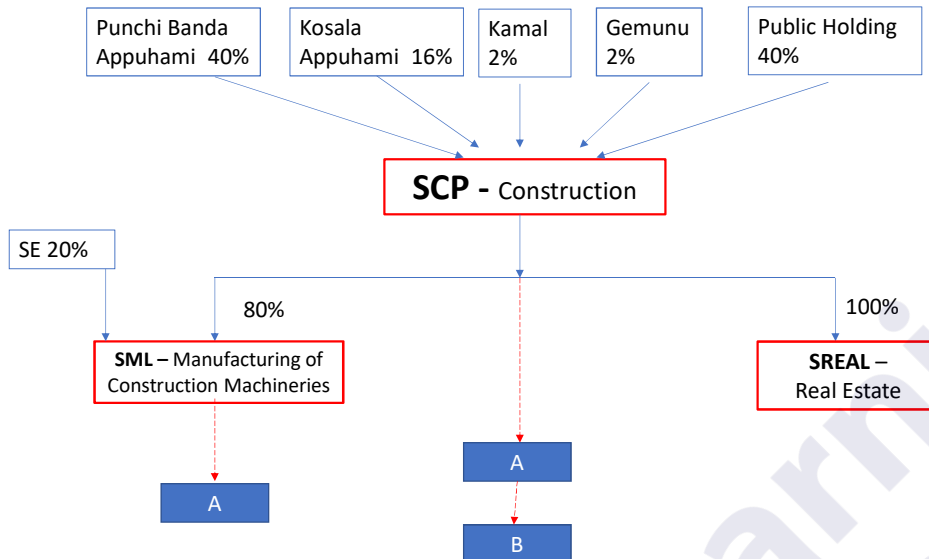 Punchi Banda
Appuhami 40%
Kosala
Appuhami 16%
Kamal
2%
Gemunu
2%
Public Holding
40%
SCP - Construction
SE 20%
80%
100%
SML – Manufacturing of
Construction Machineries
SREAL –
Real Estate
A
A
B